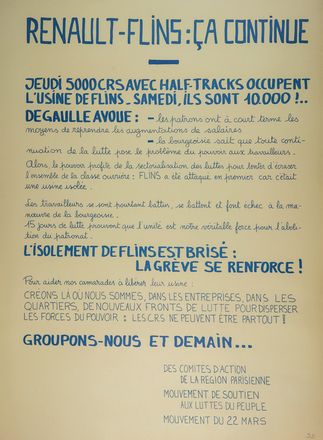 RENAULT-FLINS : ÇA CONTINUE
JEUDI 5000 CRS AVEC HALF-TRACKS OCCUPENT
L'USINE DE FLINS _ SAMEDI, ILS SONT 10.000 !..
DEGAULLE AVOUE : - les patrons ont à court terme les
moyens de reprendre les augmentations de salaires
- la bourgeoisie sait que toute conti-
nuation de la lutte pose le problème du pouvoir aux travailleurs.
Alors, le pouvoir profite de la sectorialisation des luttes pour tenter d'écraser
l'ensemble de la classe ouvrière : FLINS a été attaqué en premier car c'était
une usine isolée.
Les travailleurs se sont pourtant battus, se battent et font échec à la ma-
nœuvre de la bourgeoisie.
15 jours de lutte prouvent que l'unité est notre véritable force pour l'aboli-
tion du patronat.
L'ISOLEMENT DE FLINS EST BRISÉ :
LA GRÈVE SE RENFORCE !
Pour aider nos camarades à libérer leur usine :
CREONS LA OÙ NOUS SOMMES, DANS LES ENTREPRISES, DANS LES
QUARTIERS, DE NOUVEAUX FRONTS DE LUTTE POUR DISPERSER
LES FORCES DU POUVOIR : LES CRS NE PEUVENT ÊTRE PARTOUT !
GROUPONS-NOUS ET DEMAIN...
DES COMITES D'ACTION
DE LA REGION PARISIENNE
MOUVEMENT DE SOUTIEN
AUX LUTTES DU PEUPLE
MOUVEMENT DU 22 MARS